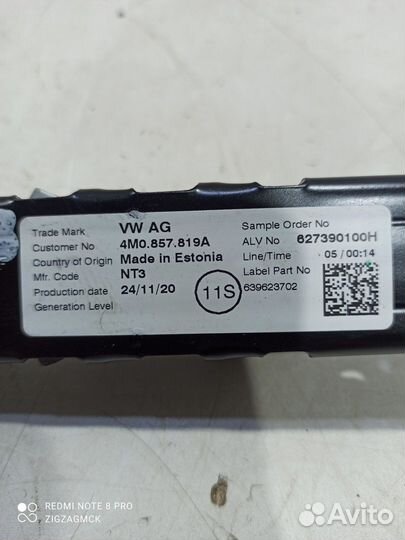 Trade Mark VW AG Sample Order No
Customer No 4M0.857.819A ALV No 627390100H
Country of Origin Made in Estonia Line/Time 05 / 00:14
Mfr. Code NT3 Label Part No
Production date 24/11/20 11S 639623702
Generation Level
REDMI NOTE 8 PRO
ZIGZAGMCK
Avito